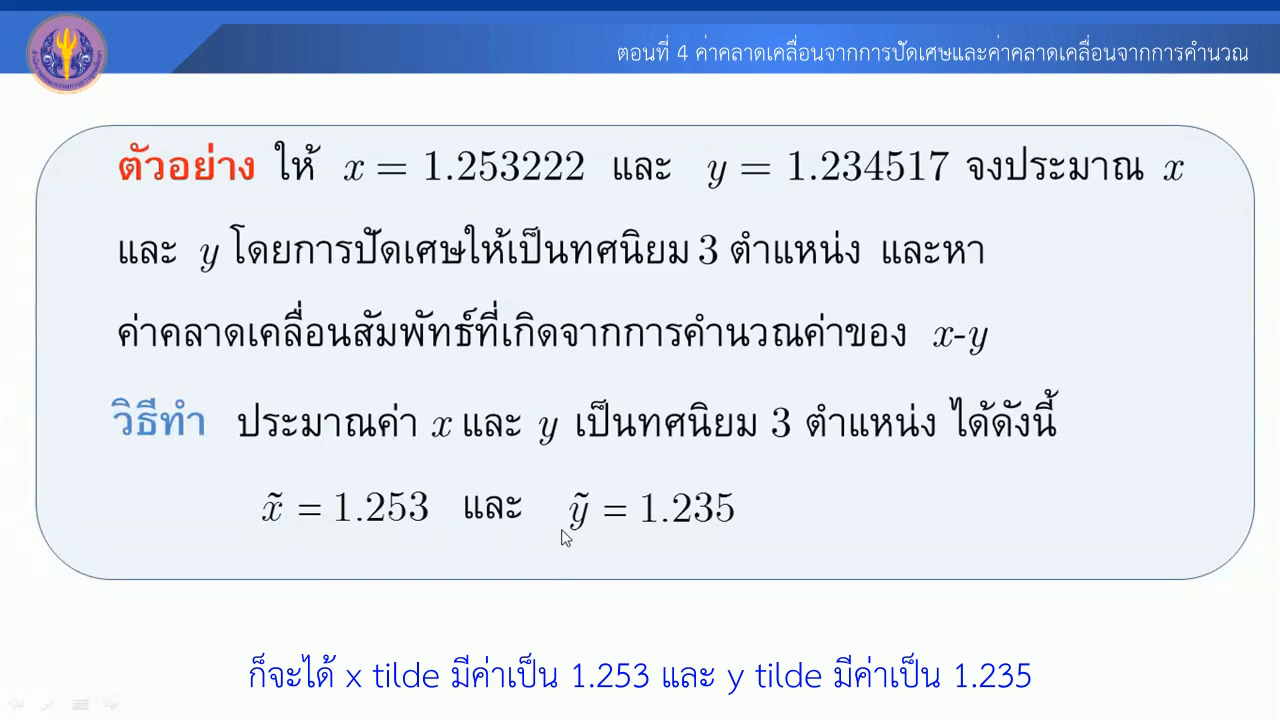 ตอนที่ 4 ค่าคลาดเคลื่อนจากการปัดเศษและค่าคลาดเคลื่อนจากการคำนวณ
ตัวอย่าง ให้ x = 1.253222 และ y = 1.234517 จงประมาณ x
และ y โดยการปัดเศษให้เป็นทศนิยม 3 ตำแหน่ง และหา
ค่าคลาดเคลื่อนสัมพัทธ์ที่เกิดจากการคำนวณค่าของ x-y
วิธีทำ ประมาณค่า x และ y เป็นทศนิยม 3 ตำแหน่ง ได้ดังนี้
x̃ = 1.253 และ ỹ = 1.235
ก็จะได้ x tilde มีค่าเป็น 1.253 และ y tilde มีค่าเป็น 1.235